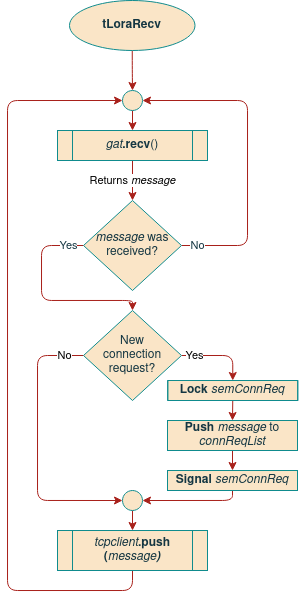 tLoraRecv
gat.recv()
Returns message
message was
received?
Yes
No
New
connection
request?
No
Yes
Lock semConnReq
Push message to
connReqList
Signal semConnReq
tcpclient.push
(message)